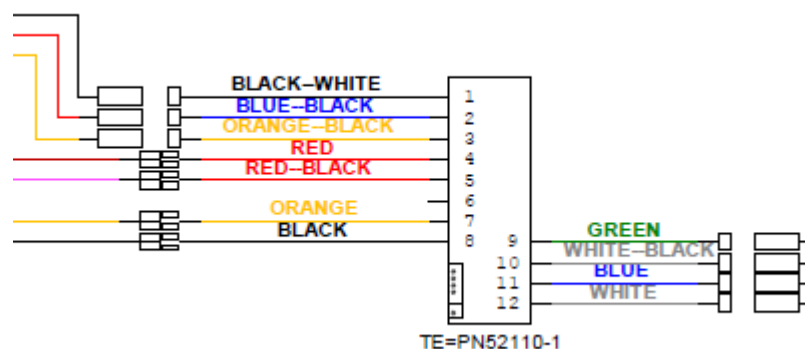 BLACK--WHITE
1
BLUE--BLACK
2
ORANGE--BLACK
3
RED
4
RED--BLACK
5
6
ORANGE
7
BLACK
8
9
GREEN
10
WHITE--BLACK
11
BLUE
12
WHITE
TE=PN52110-1